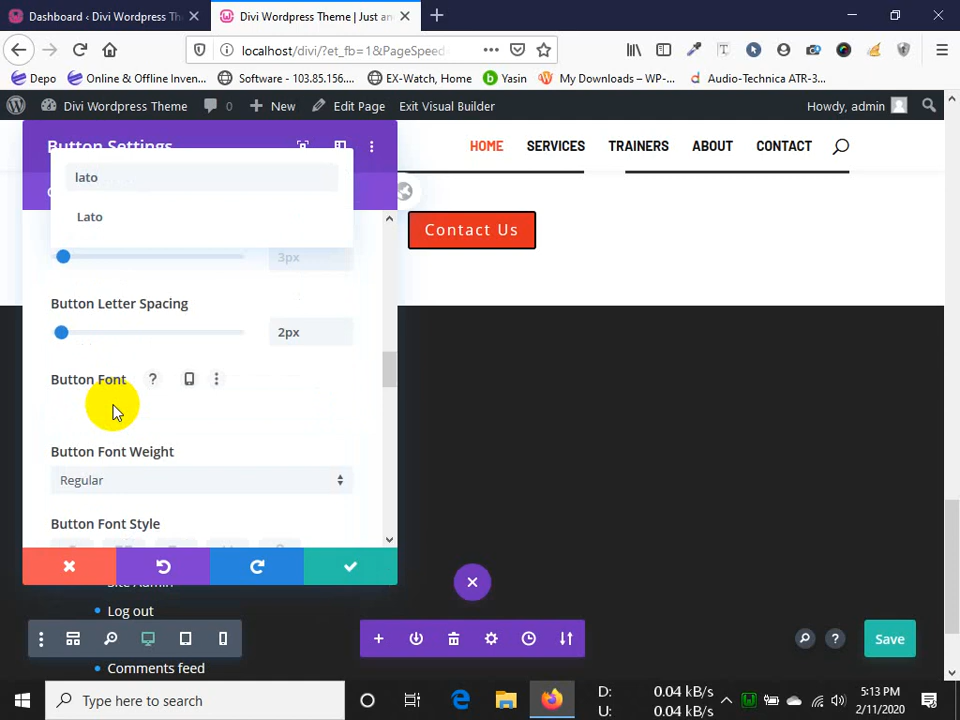 Dashboard ‹ Divi Wordpress Th
Divi Wordpress Theme | Just an
localhost/divi/?et_fb=1&PageSpeed
Depo
Online & Offline Inven...
Software - 103.85.156....
EX-Watch, Home
Yasin
My Downloads – WP-...
Audio-Technica ATR-3...
Divi Wordpress Theme
0
New
Edit Page
Exit Visual Builder
Howdy, admin
Button Settings
HOME
SERVICES
TRAINERS
ABOUT
CONTACT
lato
Lato
Contact Us
3px
Button Letter Spacing
2px
Button Font
?
Button Font Weight
Regular
Button Font Style
Log out
Comments feed
Save
?
Type here to search
D: 0.04 kB/s
U: 0.04 kB/s
5:13 PM
2/11/2020